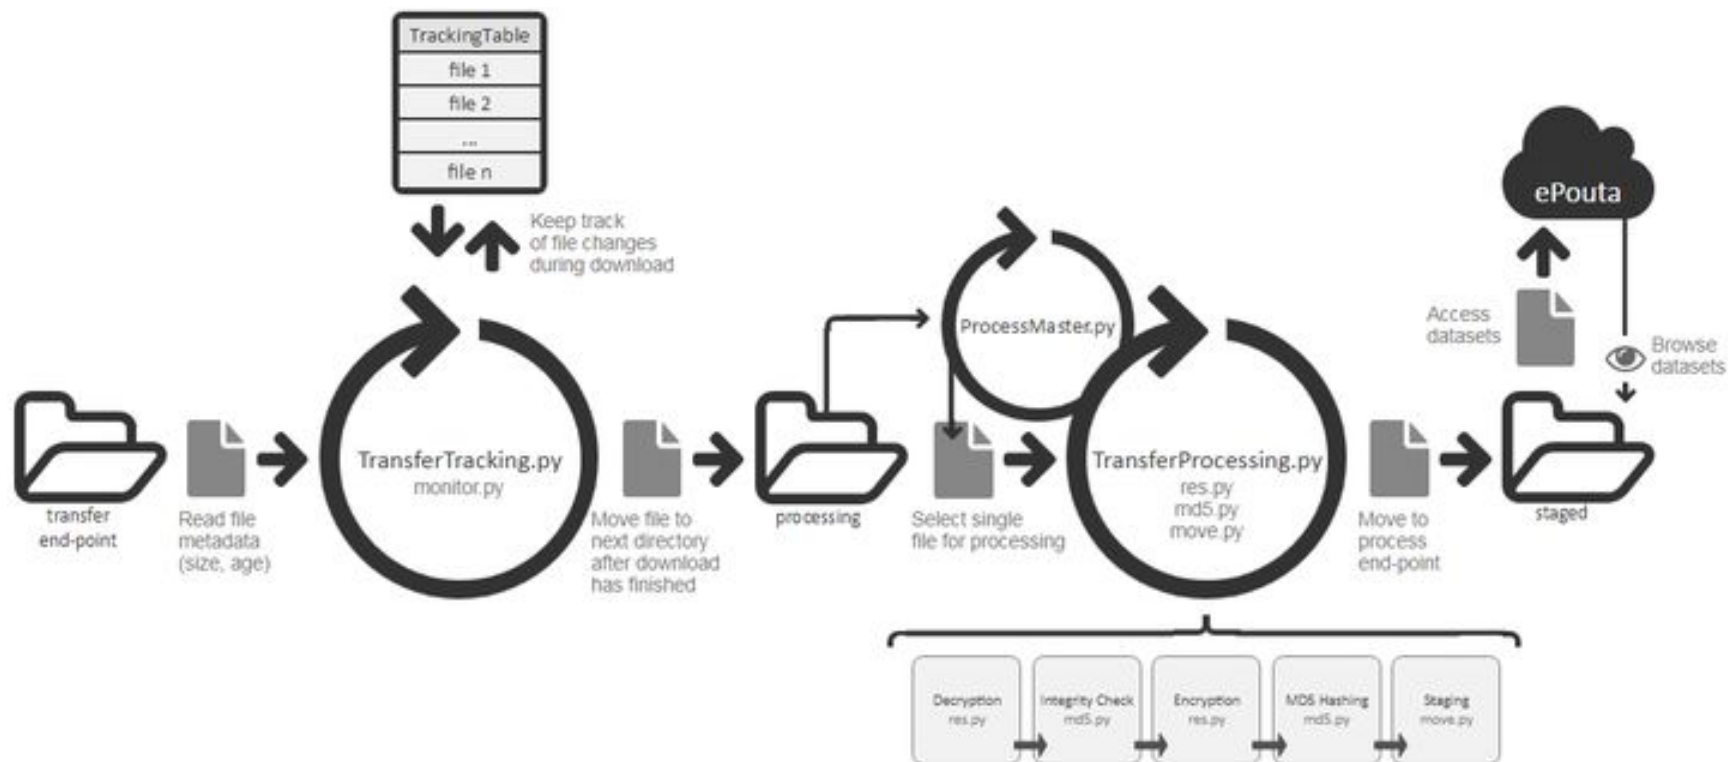 TrackingTable
file 1
file 2
...
file n
Keep track
of file changes
during download
transfer
end-point
Read file
metadata
(size, age)
TransferTracking.py
monitor.py
Move file to
next directory
after download
has finished
processing
ProcessMaster.py
Select single
file for processing
TransferProcessing.py
res.py
md5.py
move.py
Move to
process
end-point
ePouta
Access
datasets
Browse
datasets
staged
Decryption
res.py
Integrity Check
md5.py
Encryption
res.py
MD5 Hashing
md5.py
Staging
move.py